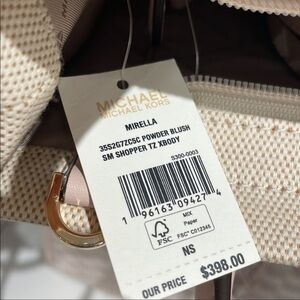 MICHAEL
MICHAEL KORS
MIRELLA
35S2G7ZC5C POWDER BLUSH
SM SHOPPER TZ XBODY
S300-0003
1 96163 09427 4
MIX
Paper
FSC
FSC® C012345
NS
OUR PRICE $398.00